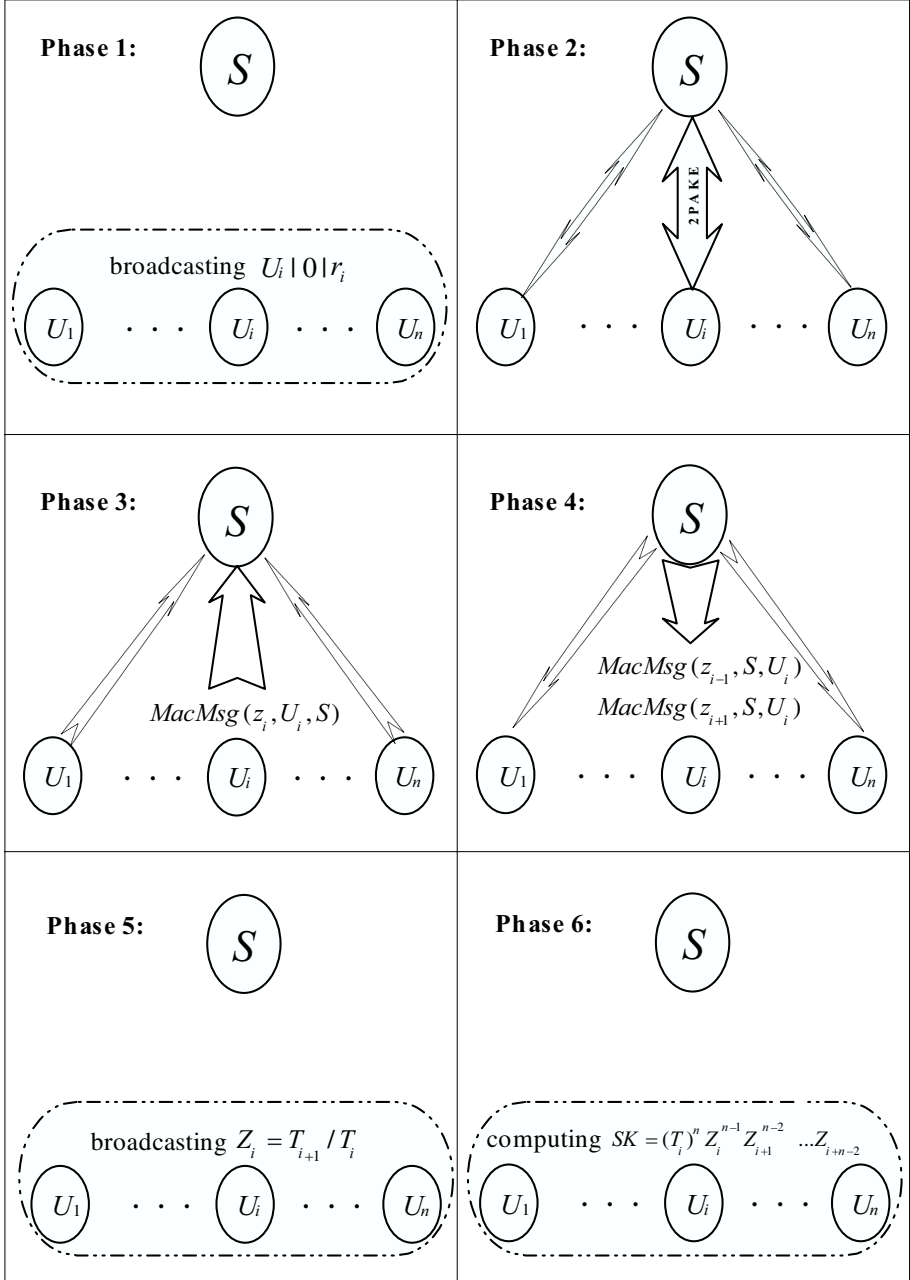 Phase 1:
S
broadcasting U_i | 0 | r_i
U_1 . . . U_i . . . U_n
Phase 2:
S
2PAKE
U_1 . . . U_i . . . U_n
Phase 3:
S
MacMsg(z_i, U_i, S)
U_1 . . . U_i . . . U_n
Phase 4:
S
MacMsg(z_{i-1}, S, U_i)
MacMsg(z_{i+1}, S, U_i)
U_1 . . . U_i . . . U_n
Phase 5:
S
broadcasting Z_i = T_{i+1} / T_i
U_1 . . . U_i . . . U_n
Phase 6:
S
computing SK = (T_i)^n Z_i^{n-1} Z_{i+1}^{n-2} ...Z_{i+n-2}
U_1 . . . U_i . . . U_n